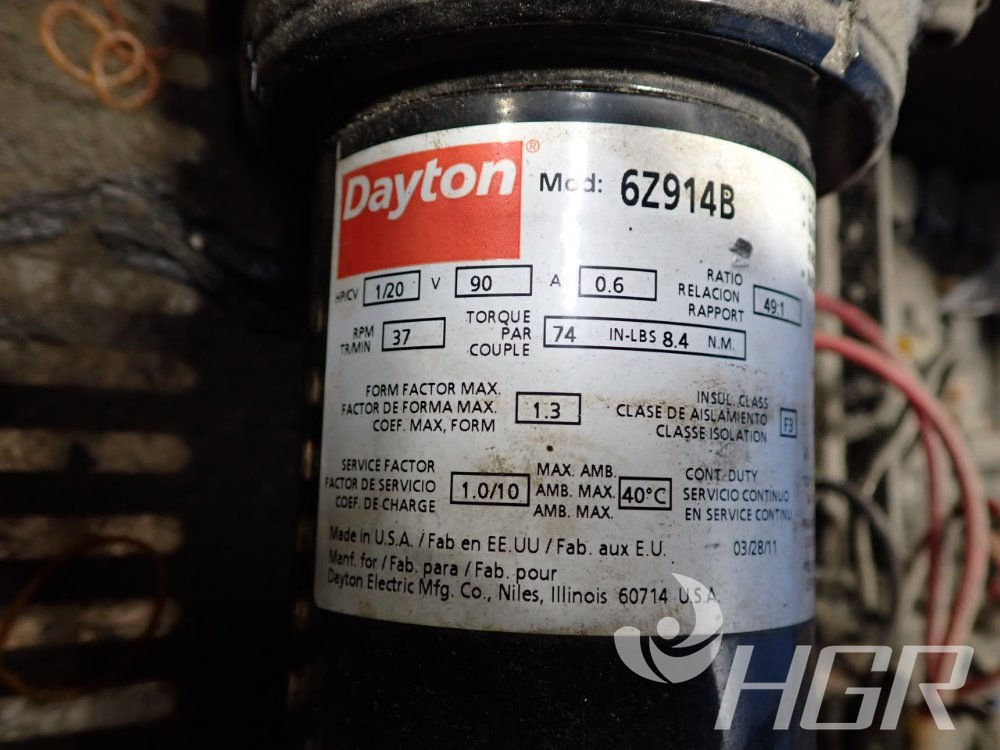 Dayton® Mod: 6Z914B
HP/CV 1/20 V 90 A 0.6 RATIO RELACION RAPPORT 49:1
RPM TR/MIN 37 TORQUE PAR COUPLE 74 IN-LBS 8.4 N.M.
FORM FACTOR MAX.
FACTOR DE FORMA MAX. 1.3
COEF. MAX, FORM
INSUL. CLASS
CLASE DE AISLAMIENTO F3
CLASSE ISOLATION
SERVICE FACTOR
FACTOR DE SERVICIO 1.0/10
COEF. DE CHARGE
MAX. AMB.
AMB. MAX. 40°C
AMB. MAX.
CONT. DUTY
SERVICIO CONTINUO
EN SERVICE CONTINU
Made in U.S.A. / Fab en EE.UU / Fab. aux E.U. 03/28/11
Manf. for / Fab. para / Fab. pour
Dayton Electric Mfg. Co., Niles, Illinois 60714 U.S.A.
HGR